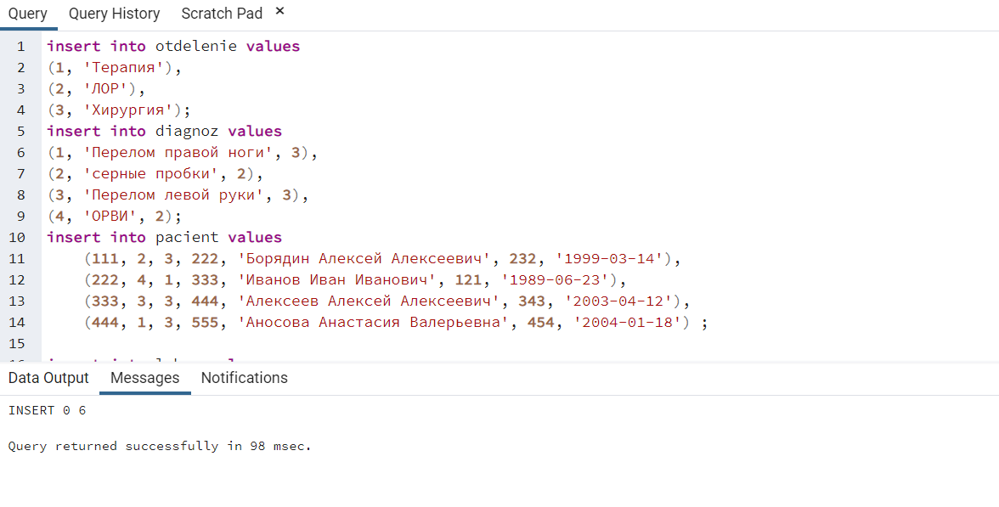 Query Query History Scratch Pad ×
1 insert into otdelenie values
2 (1, 'Терапия'),
3 (2, 'ЛОР'),
4 (3, 'Хирургия');
5 insert into diagnoz values
6 (1, 'Перелом правой ноги', 3),
7 (2, 'серные пробки', 2),
8 (3, 'Перелом левой руки', 3),
9 (4, 'ОРВИ', 2);
10 insert into pacient values
11 (111, 2, 3, 222, 'Борядин Алексей Алексеевич', 232, '1999-03-14'),
12 (222, 4, 1, 333, 'Иванов Иван Иванович', 121, '1989-06-23'),
13 (333, 3, 3, 444, 'Алексеев Алексей Алексеевич', 343, '2003-04-12'),
14 (444, 1, 3, 555, 'Аносова Анастасия Валерьевна', 454, '2004-01-18') ;
15
Data Output Messages Notifications
INSERT 0 6
Query returned successfully in 98 msec.